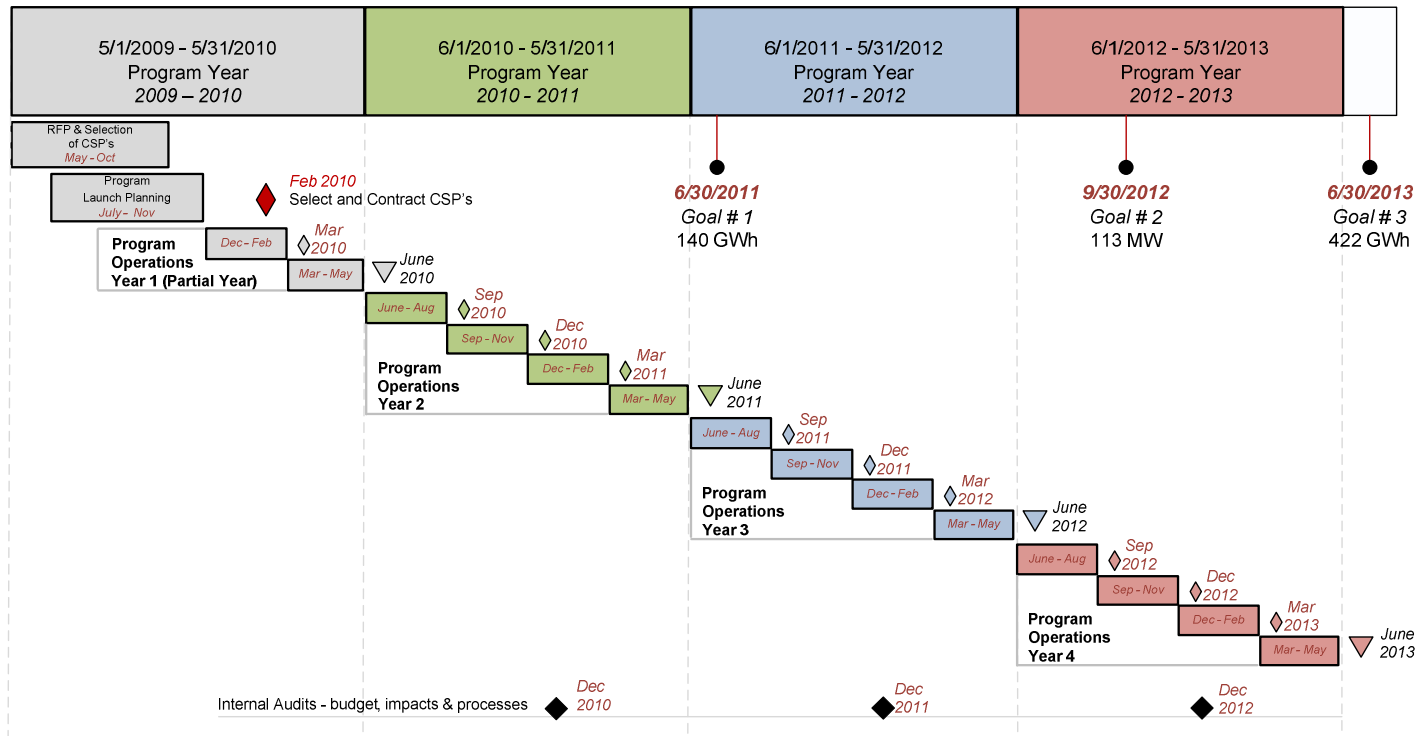 5/1/2009 - 5/31/2010
Program Year
2009 – 2010
6/1/2010 - 5/31/2011
Program Year
2010 - 2011
6/1/2011 - 5/31/2012
Program Year
2011 - 2012
6/1/2012 - 5/31/2013
Program Year
2012 - 2013
RFP & Selection
of CSP's
May - Oct
Program
Launch Planning
July – Nov
Feb 2010
Select and Contract CSP's
6/30/2011
Goal # 1
140 GWh
9/30/2012
Goal # 2
113 MW
6/30/2013
Goal # 3
422 GWh
Program
Operations
Year 1 (Partial Year)
Dec – Feb
Mar
2010
Mar – May
June
2010
June – Aug
Sep
2010
Sep – Nov
Dec
2010
Dec – Feb
Mar
2011
Mar – May
June
2011
Program
Operations
Year 2
June – Aug
Sep
2011
Sep – Nov
Dec
2011
Dec – Feb
Mar
2012
Mar – May
June
2012
Program
Operations
Year 3
June – Aug
Sep
2012
Sep – Nov
Dec
2012
Dec – Feb
Mar
2013
Mar – May
June
2013
Program
Operations
Year 4
Internal Audits - budget, impacts & processes
Dec
2010
Dec
2011
Dec
2012